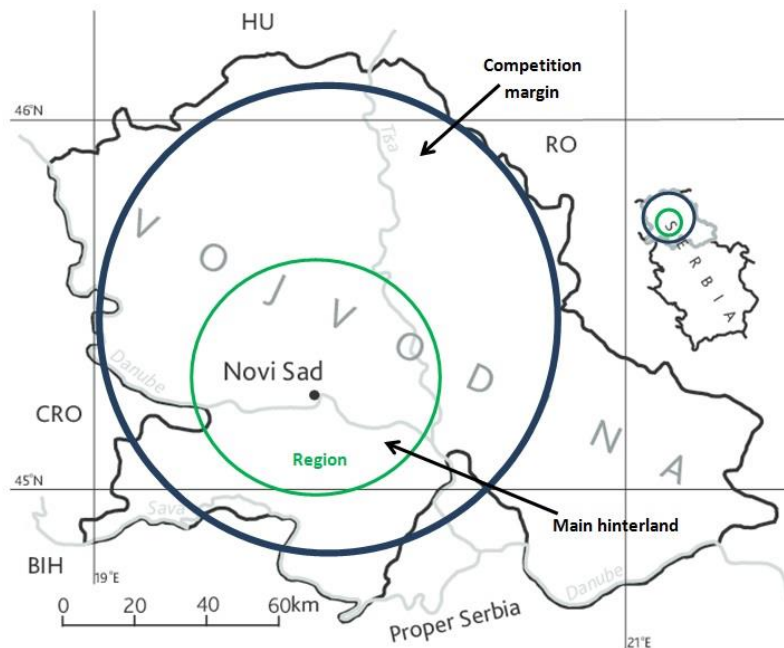 HU
Competition
margin
46°N
Tisa
RO
V O J V O D N A
SERBIA
Danube
Novi Sad
CRO
Region
45°N
Sava
Main hinterland
BIH
19°E
Danube
0 20 40 60km
Proper Serbia
21°E